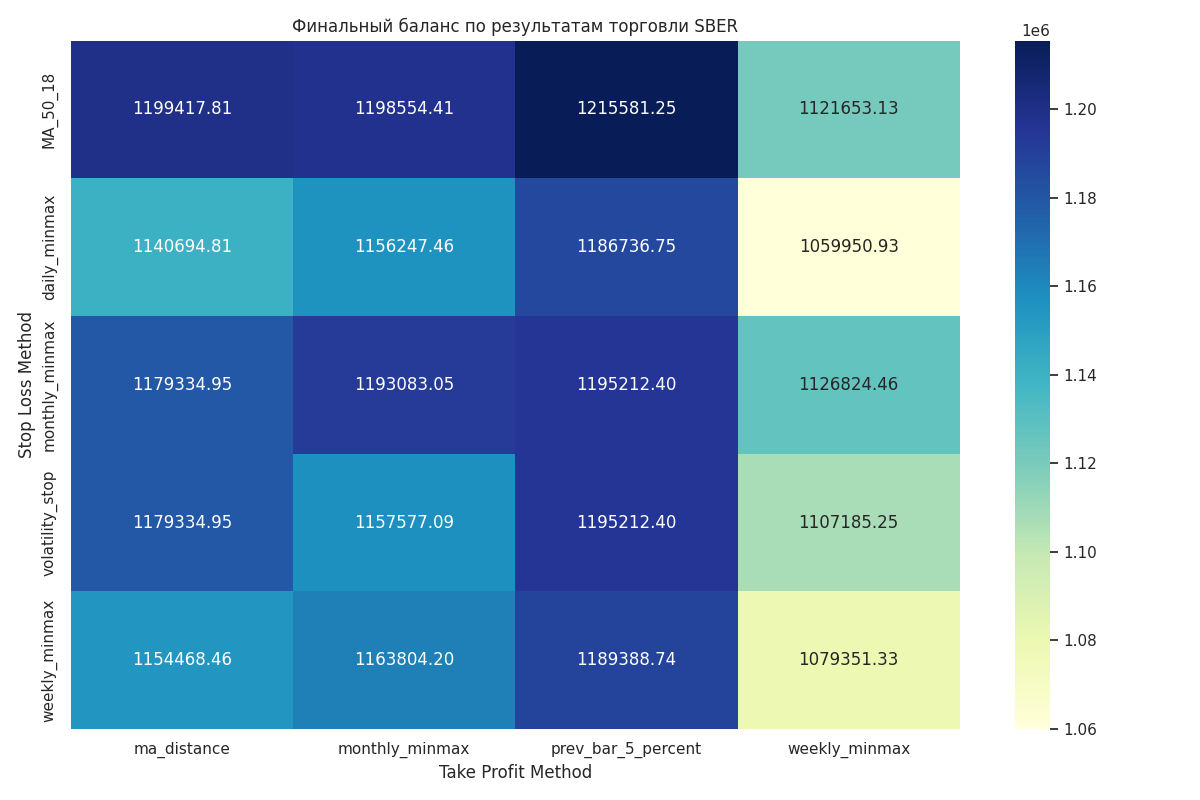 Финальный баланс по результатам торговли SBER
1e6
Stop Loss Method
MA_50_18
1199417.81 1198554.41 1215581.25 1121653.13
daily_minmax
1140694.81 1156247.46 1186736.75 1059950.93
monthly_minmax
1179334.95 1193083.05 1195212.40 1126824.46
volatility_stop
1179334.95 1157577.09 1195212.40 1107185.25
weekly_minmax
1154468.46 1163804.20 1189388.74 1079351.33
ma_distance monthly_minmax prev_bar_5_percent weekly_minmax
Take Profit Method
1.20
1.18
1.16
1.14
1.12
1.10
1.08
1.06